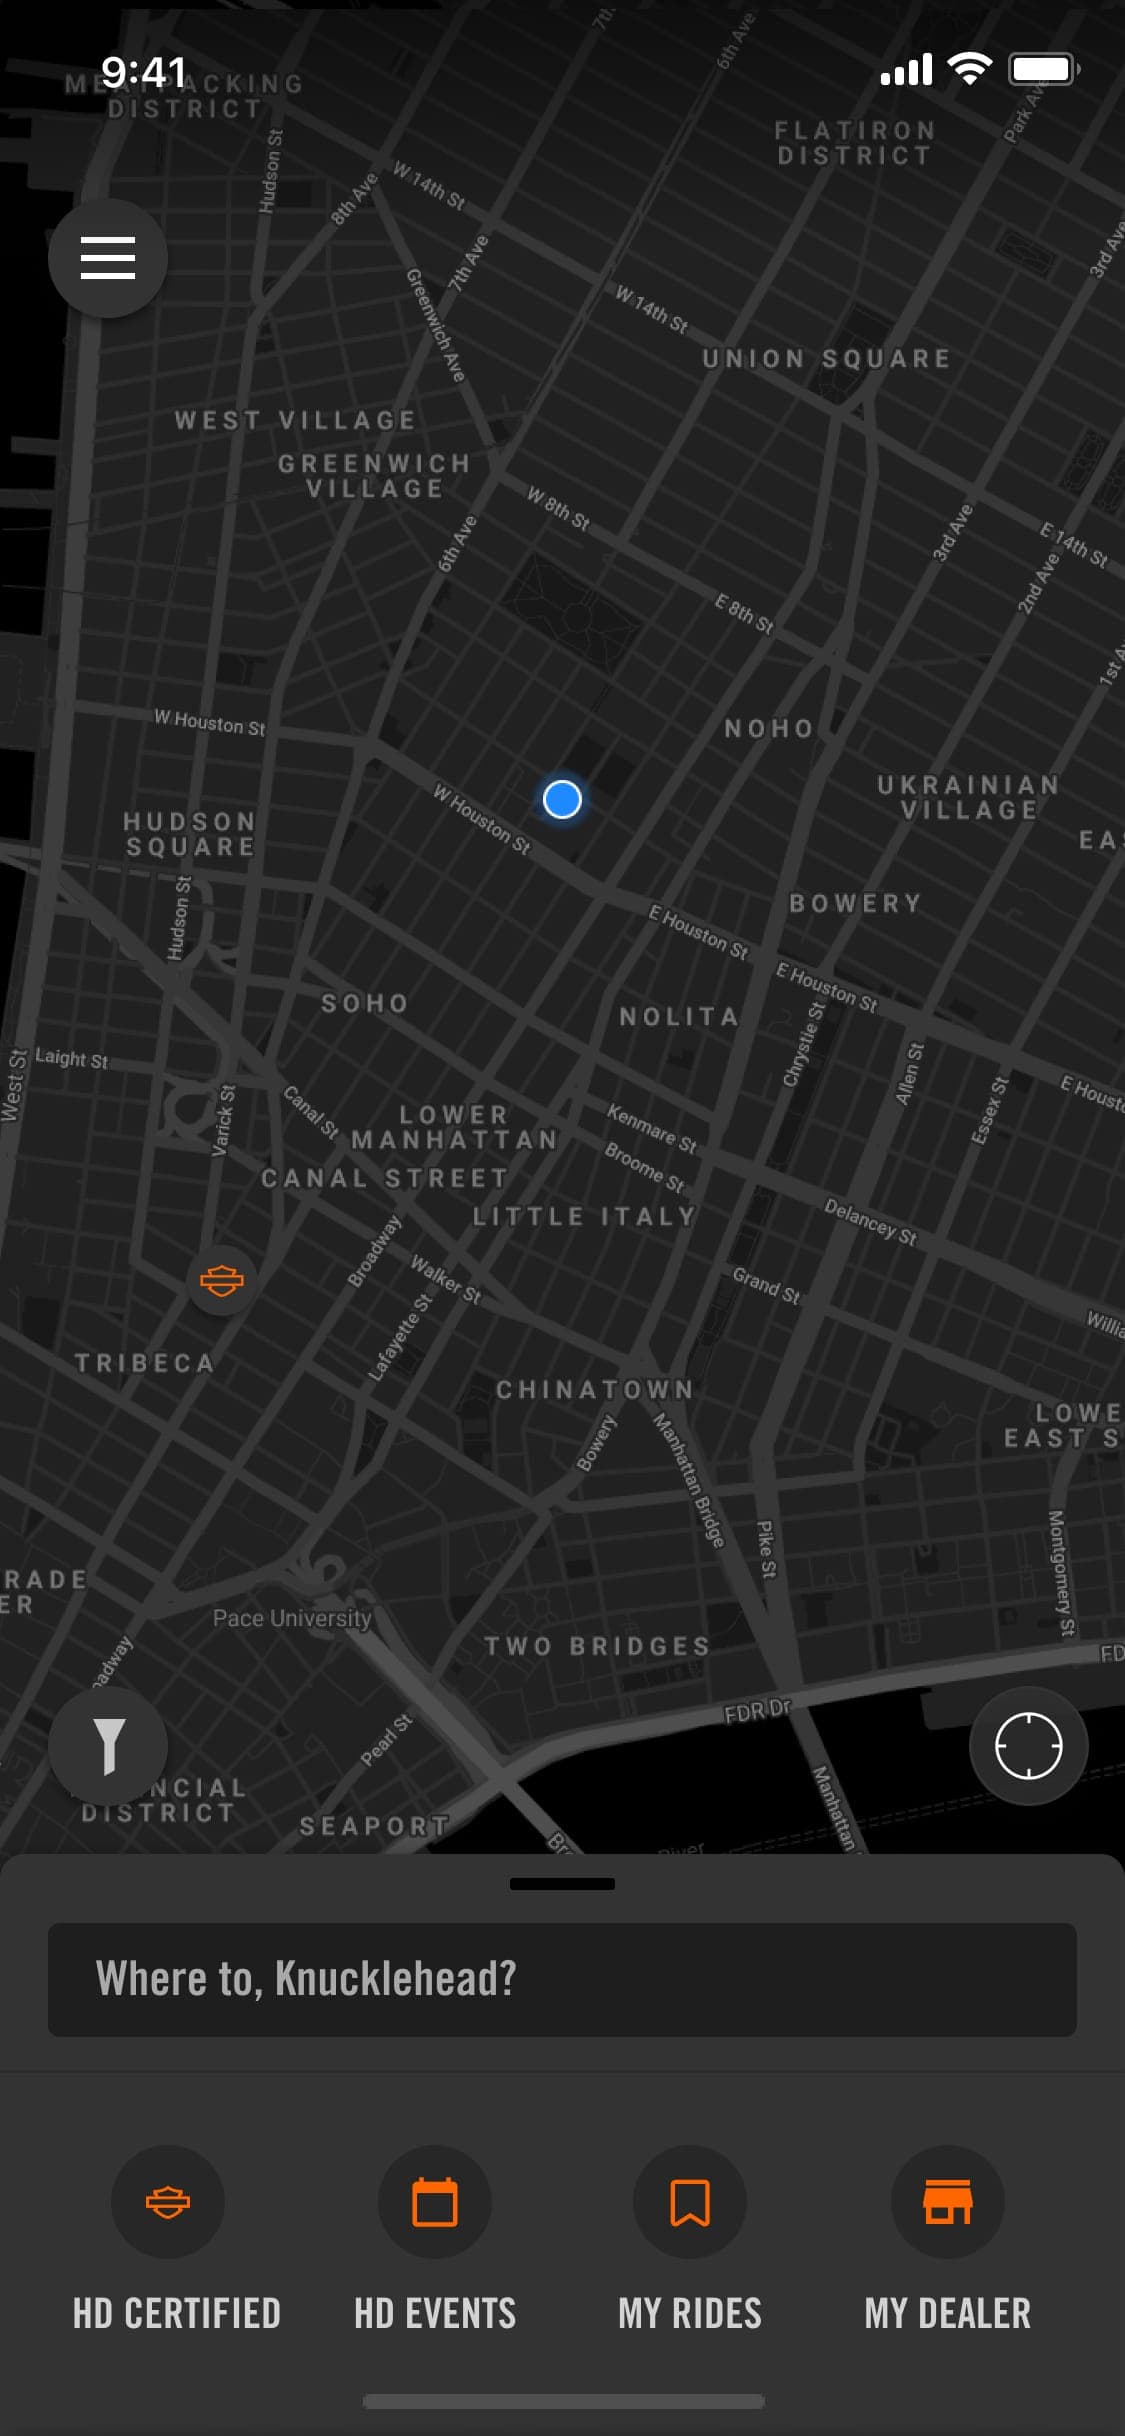 9:41
DISTRICT
7th
6th Ave
Park Ave
FLATIRON
DISTRICT
Hudson St
8th Ave
W 14th St
7th Ave
3rd Ave
Greenwich Ave
W 14th St
UNION SQUARE
WEST VILLAGE
GREENWICH
VILLAGE
W 8th St
6th Ave
3rd Ave
E 14th St
2nd Ave
E 8th St
1st A
W Houston St
NOHO
UKRAINIAN
VILLAGE
W Houston St
HUDSON
SQUARE
EAS
Hudson St
BOWERY
E Houston St
E Houston St
SOHO
NOLITA
Chrystie St
West St
Laight St
Allen St
Essex St
E Housto
Varick St
Canal St
LOWER
MANHATTAN
Kenmare St
Broome St
CANAL STREET
LITTLE ITALY
Delancey St
Broadway
Walker St
Grand St
Lafayette St
Willia
TRIBECA
CHINATOWN
LOWE
EAST S
Bowery
Manhattan Bridge
Pike St
Montgomery St
RADE
ER
Pace University
TWO BRIDGES
adway
FD
FDR Dr
Pearl St
NCIAL
DISTRICT
Manhattan
SEAPORT
Bro
River
Where to, Knucklehead?
HD CERTIFIED
HD EVENTS
MY RIDES
MY DEALER